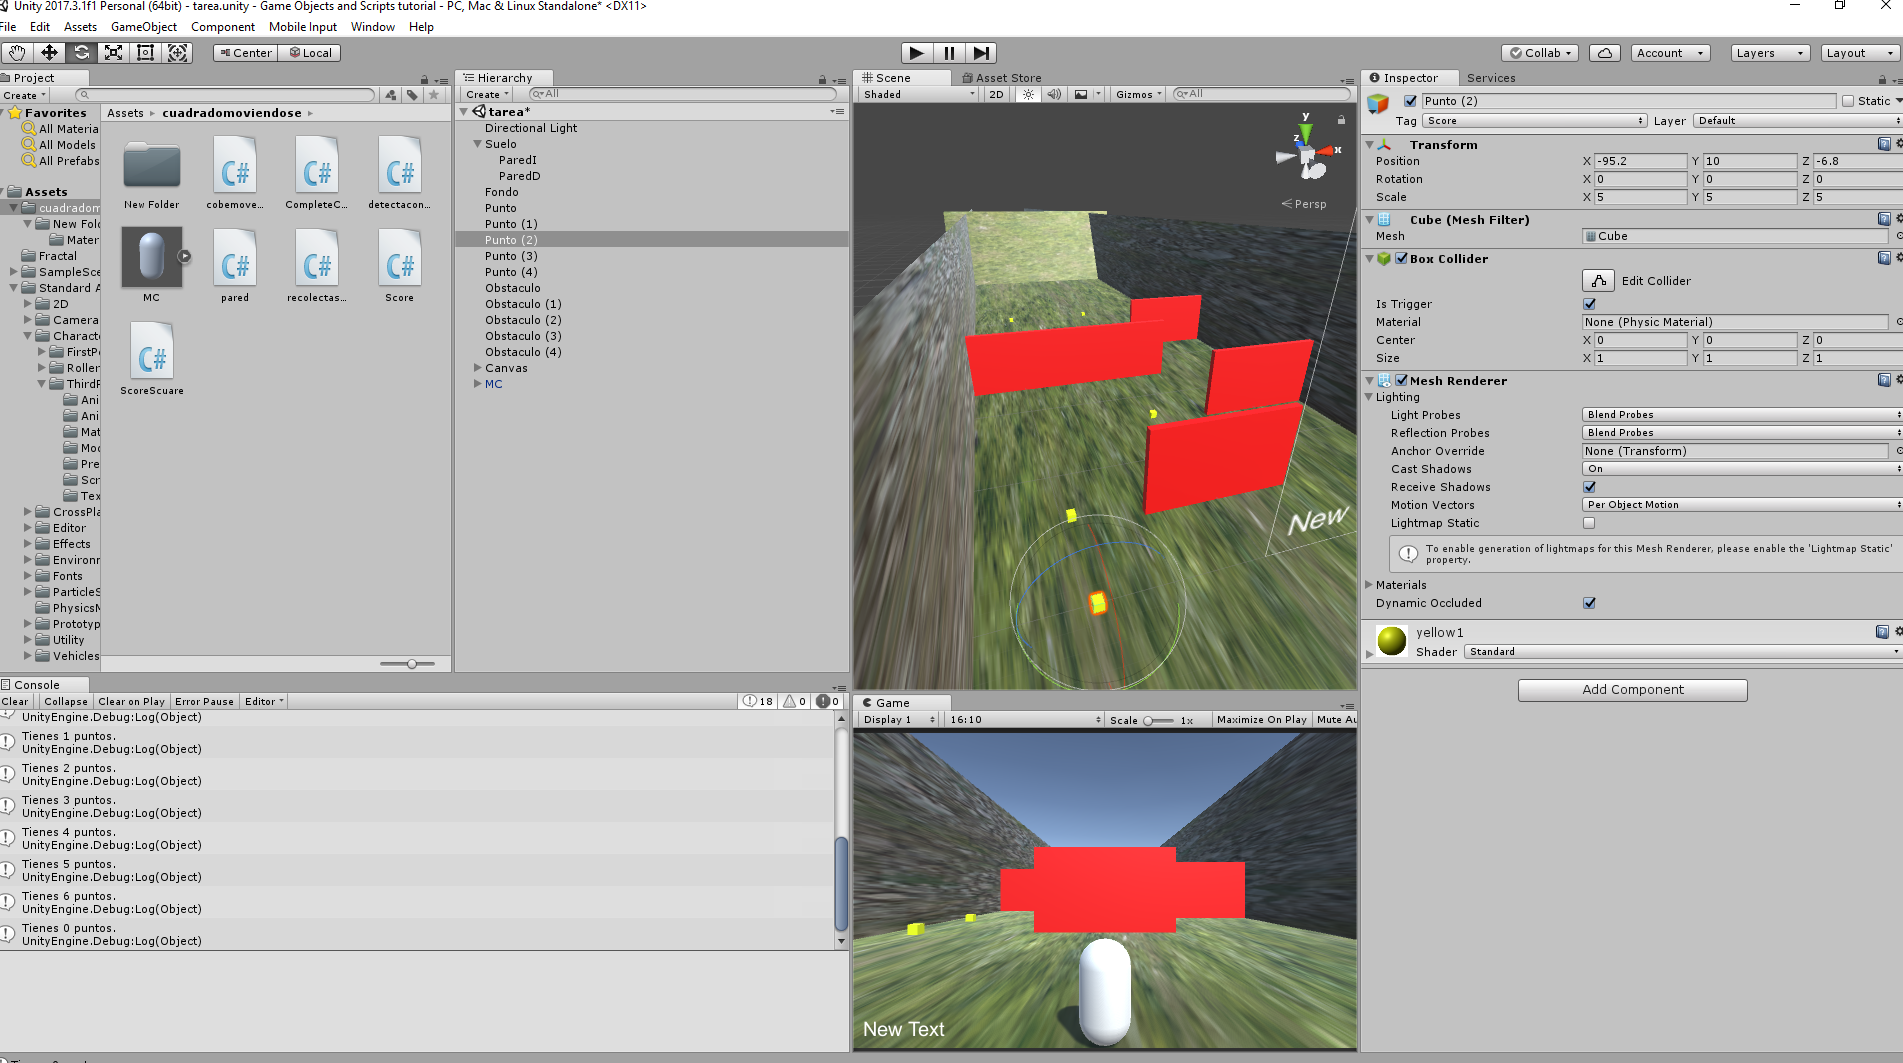 Unity 2017.3.1f1 Personal (64bit) - tarea.unity - Game Objects and Scripts tutorial - PC, Mac & Linux Standalone* <DX11>
File Edit Assets GameObject Component Mobile Input Window Help
Center Local
Collab Account Layers Layout
Project
Create
Favorites
All Materia
All Models
All Prefabs
Assets
cuadradom
New Fold
Mater
Fractal
SampleSce
Standard A
2D
Camera
Charact
FirstPe
Roller
ThirdP
Ani
Ani
Mat
Mod
Pre
Scr
Tex
CrossPla
Editor
Effects
Environm
Fonts
ParticleS
PhysicsM
Prototyp
Utility
Vehicles
Assets cuadradomoviendose
New Folder cobemove... CompleteC... detectacon...
MC pared recolectas... Score
ScoreScuare
Hierarchy
Create All
tarea*
Directional Light
Suelo
ParedI
ParedD
Fondo
Punto
Punto (1)
Punto (2)
Punto (3)
Punto (4)
Obstaculo
Obstaculo (1)
Obstaculo (2)
Obstaculo (3)
Obstaculo (4)
Canvas
MC
Scene Asset Store
Shaded 2D Gizmos All
y
z
x
Persp
New
Inspector Services
Punto (2) Static
Tag Score Layer Default
Transform
Position X -95.2 Y 10 Z -6.8
Rotation X 0 Y 0 Z 0
Scale X 5 Y 5 Z 5
Cube (Mesh Filter)
Mesh Cube
Box Collider
Edit Collider
Is Trigger
Material None (Physic Material)
Center X 0 Y 0 Z 0
Size X 1 Y 1 Z 1
Mesh Renderer
Lighting
Light Probes Blend Probes
Reflection Probes Blend Probes
Anchor Override None (Transform)
Cast Shadows On
Receive Shadows
Motion Vectors Per Object Motion
Lightmap Static
To enable generation of lightmaps for this Mesh Renderer, please enable the 'Lightmap Static'
property.
Materials
Dynamic Occluded
yellow1
Shader Standard
Add Component
Console
Clear Collapse Clear on Play Error Pause Editor 18 0 0
UnityEngine.Debug:Log(Object)
Tienes 1 puntos.
UnityEngine.Debug:Log(Object)
Tienes 2 puntos.
UnityEngine.Debug:Log(Object)
Tienes 3 puntos.
UnityEngine.Debug:Log(Object)
Tienes 4 puntos.
UnityEngine.Debug:Log(Object)
Tienes 5 puntos.
UnityEngine.Debug:Log(Object)
Tienes 6 puntos.
UnityEngine.Debug:Log(Object)
Tienes 0 puntos.
UnityEngine.Debug:Log(Object)
Game
Display 1 16:10 Scale 1x Maximize On Play Mute Au
New Text